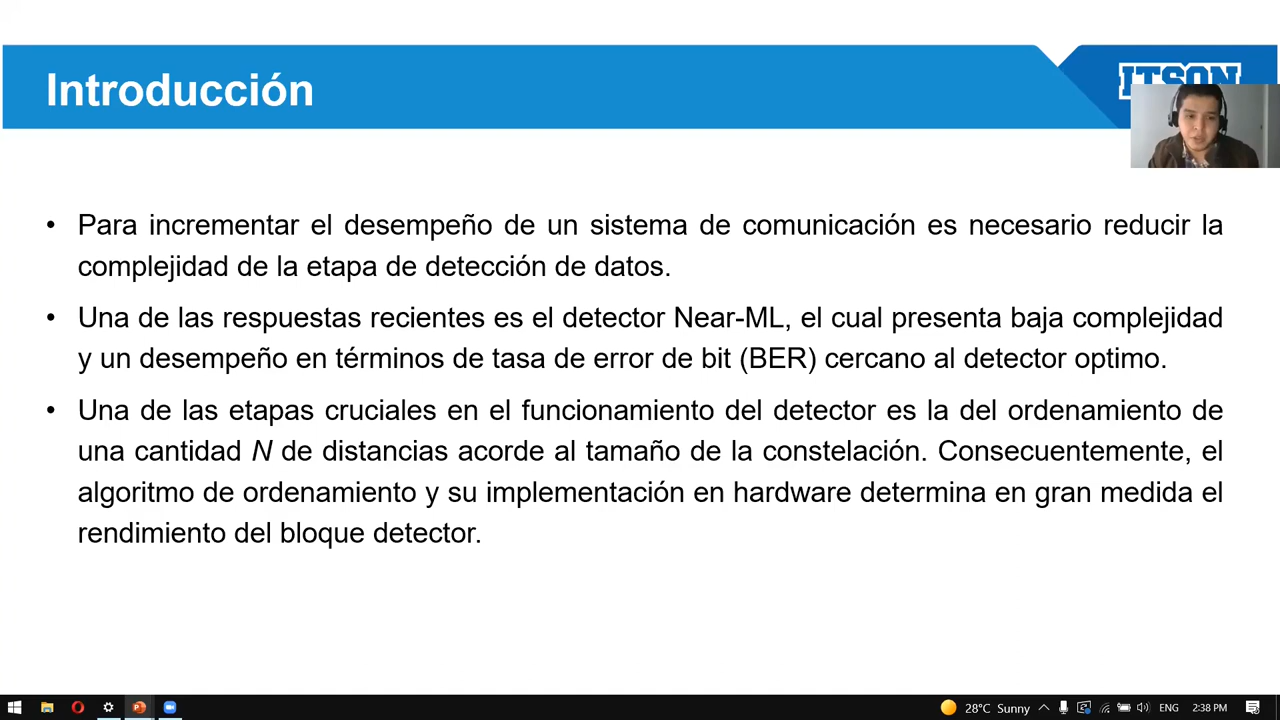 Introducción
ITSON
• Para incrementar el desempeño de un sistema de comunicación es necesario reducir la
complejidad de la etapa de detección de datos.
• Una de las respuestas recientes es el detector Near-ML, el cual presenta baja complejidad
y un desempeño en términos de tasa de error de bit (BER) cercano al detector optimo.
• Una de las etapas cruciales en el funcionamiento del detector es la del ordenamiento de
una cantidad N de distancias acorde al tamaño de la constelación. Consecuentemente, el
algoritmo de ordenamiento y su implementación en hardware determina en gran medida el
rendimiento del bloque detector.
28°C Sunny ENG 2:38 PM